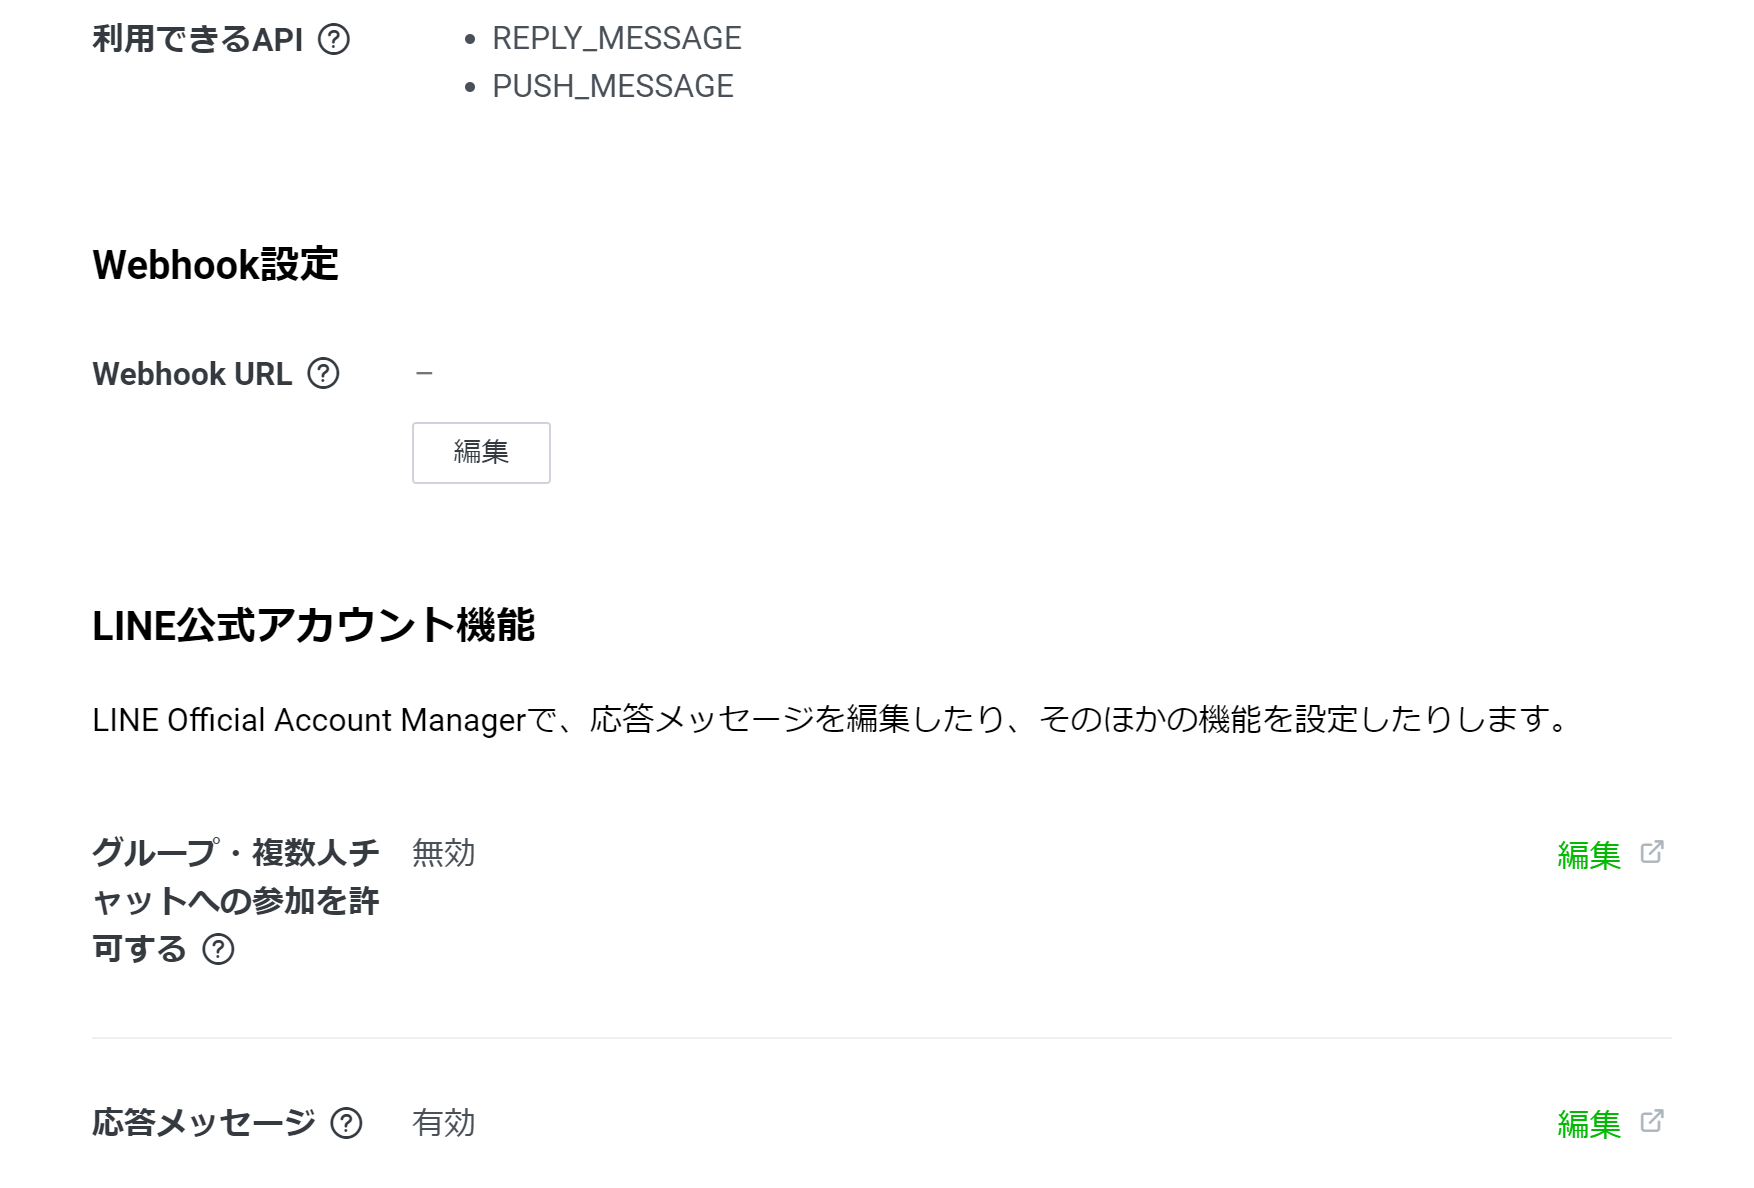 利用できるAPI
• REPLY_MESSAGE
• PUSH_MESSAGE
Webhook設定
Webhook URL –
編集
LINE公式アカウント機能
LINE Official Account Managerで、応答メッセージを編集したり、そのほかの機能を設定したりします。
グループ・複数人チ 無効 編集
ャットへの参加を許
可する
応答メッセージ 有効 編集